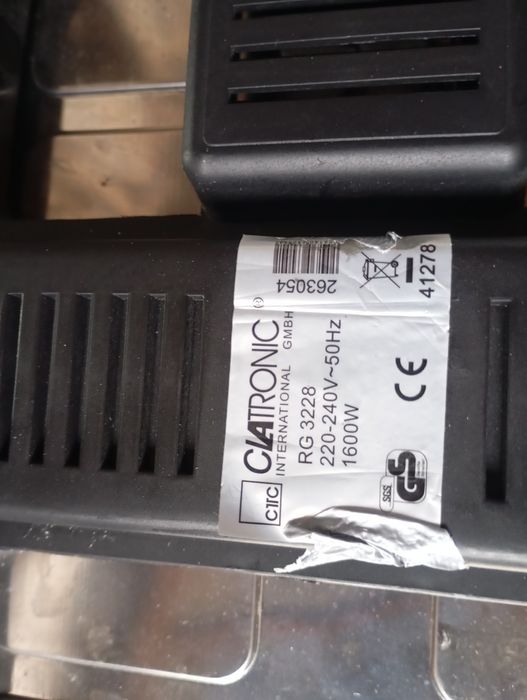 CTC
CLATRONIC®
INTERNATIONAL GMBH
RG 3228
220-240V~50Hz
1600W
263054
41278
CE
SGS
GS